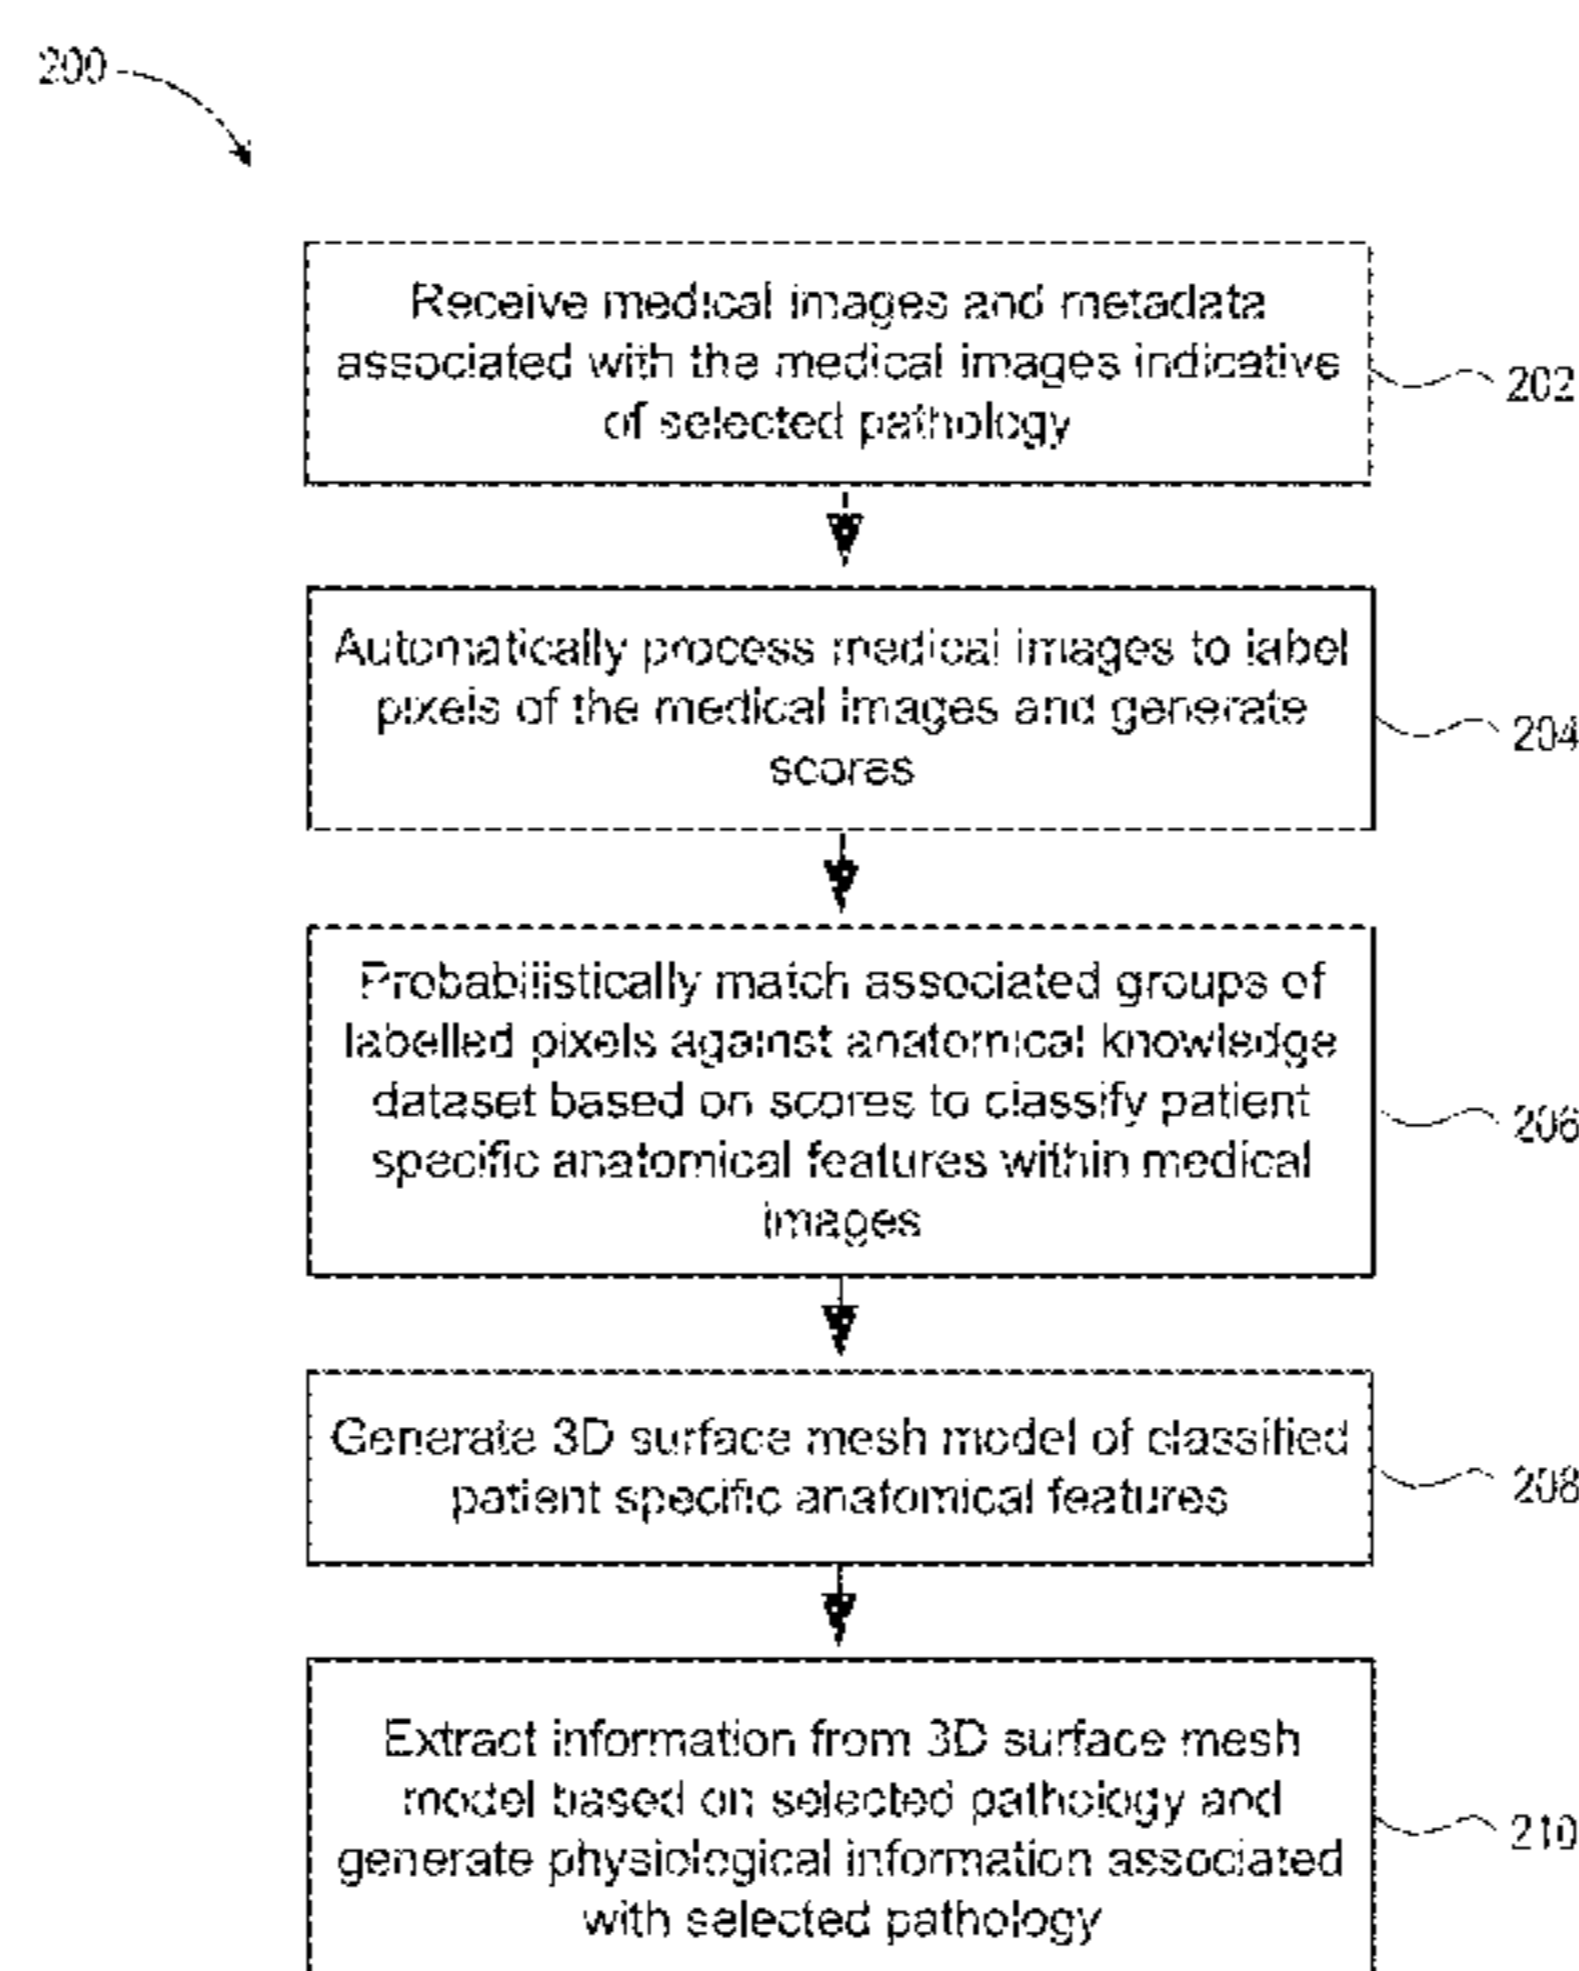 200
Receive medical images and metadata
associated with the medical images indicative
of selected pathology
202
Automatically process medical images to label
pixels of the medical images and generate
scores
204
Probabilistically match associated groups of
labelled pixels against anatomical knowledge
dataset based on scores to classify patient
specific anatomical features within medical
images
206
Generate 3D surface mesh model of classified
patient specific anatomical features
208
Extract information from 3D surface mesh
model based on selected pathology and
generate physiological information associated
with selected pathology
210